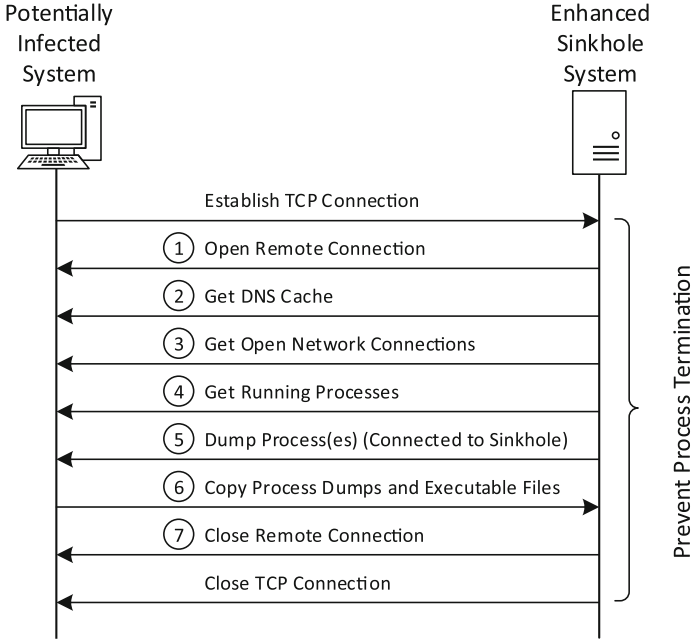 Potentially
Infected
System
Enhanced
Sinkhole
System
Establish TCP Connection
1 Open Remote Connection
2 Get DNS Cache
3 Get Open Network Connections
4 Get Running Processes
5 Dump Process(es) (Connected to Sinkhole)
6 Copy Process Dumps and Executable Files
7 Close Remote Connection
Close TCP Connection
Prevent Process Termination